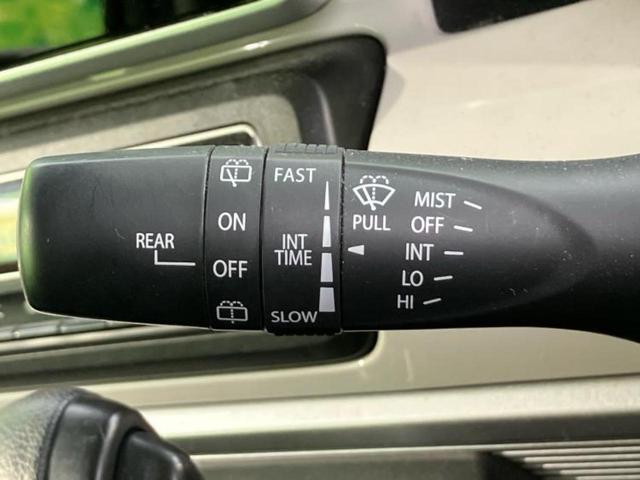 REAR
ON
OFF
FAST
INT
TIME
SLOW
PULL
MIST
OFF
INT
LO
HI